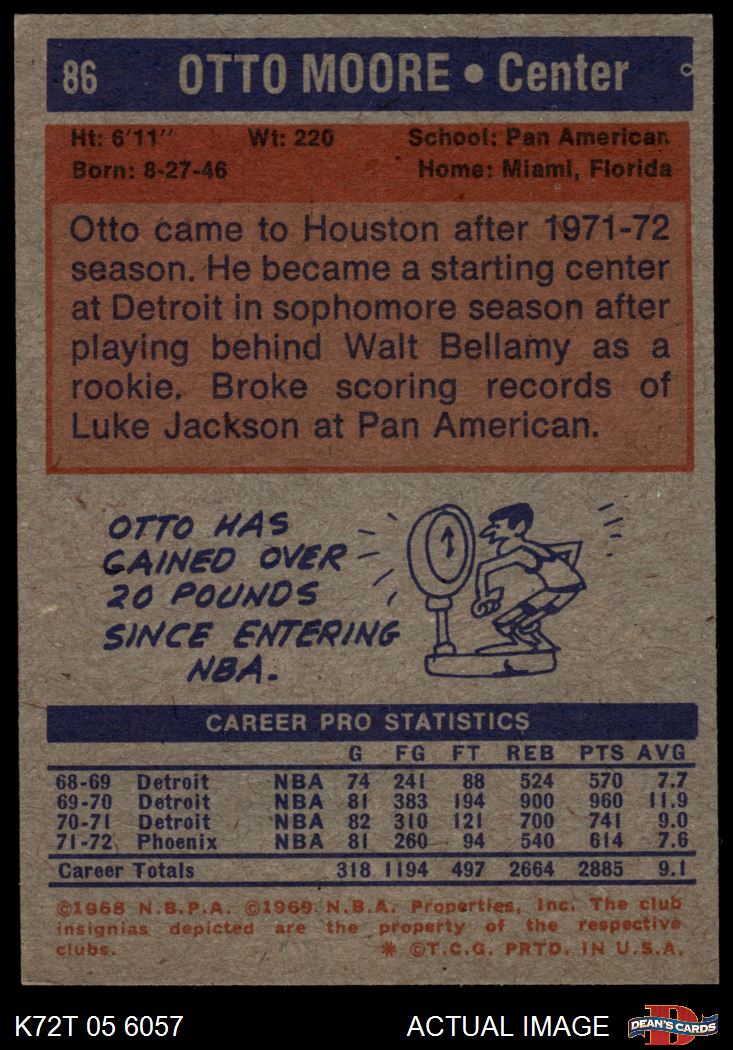 86 OTTO MOORE • Center
Ht: 6'11" Wt: 220 School: Pan American
Born: 8-27-46 Home: Miami, Florida
Otto came to Houston after 1971-72
season. He became a starting center
at Detroit in sophomore season after
playing behind Walt Bellamy as a
rookie. Broke scoring records of
Luke Jackson at Pan American.
OTTO HAS
GAINED OVER
20 POUNDS
SINCE ENTERING
NBA.
CAREER PRO STATISTICS
G FG FT REB PTS AVG
68-69 Detroit NBA 74 241 88 524 570 7.7
69-70 Detroit NBA 81 383 194 900 960 11.9
70-71 Detroit NBA 82 310 121 700 741 9.0
71-72 Phoenix NBA 81 260 94 540 614 7.6
Career Totals 318 1194 497 2664 2885 9.1
©1968 N.B.P.A. ©1969 N.B.A. Properties, Inc. The club
insignias depicted are the property of the respective
clubs. * ©T.C.G. PRTD. IN U.S.A.
K72T 05 6057 ACTUAL IMAGE D DEAN'S CARDS